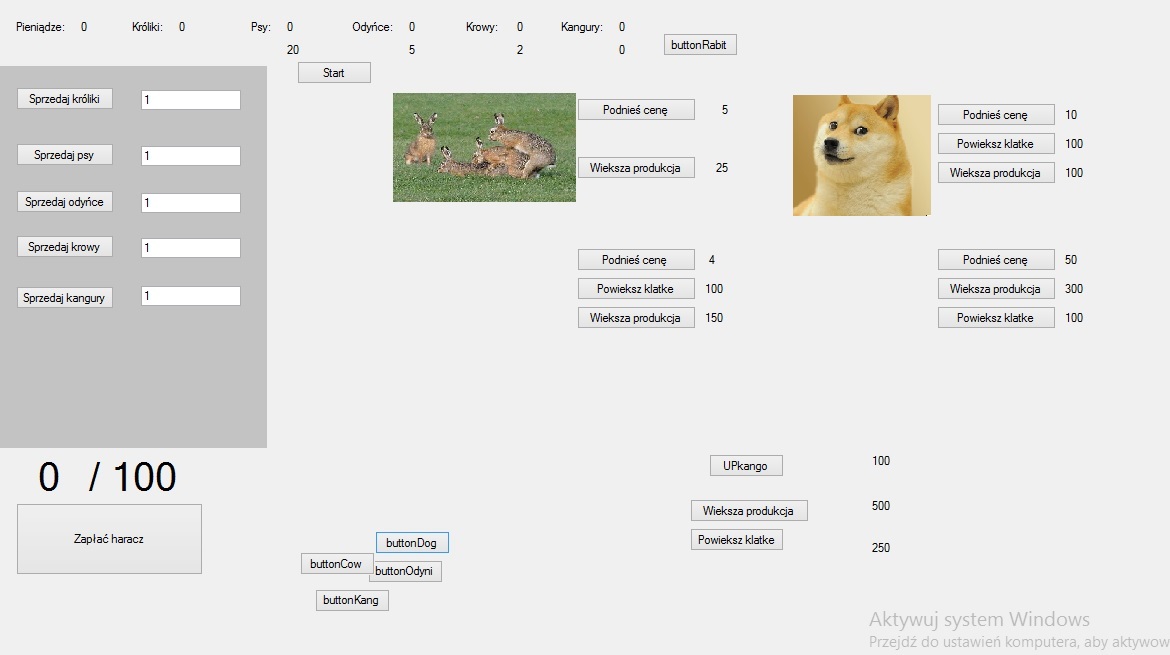 Pieniądze: 0 Króliki: 0 Psy: 0 Odyńce: 0 Krowy: 0 Kangury: 0
20 5 2 0 buttonRabit
Start
Sprzedaj króliki 1
Sprzedaj psy 1
Sprzedaj odyńce 1
Sprzedaj krowy 1
Sprzedaj kangury 1
Podnieś cenę 5
Wieksza produkcja 25
Podnieś cenę 10
Powieksz klatke 100
Wieksza produkcja 100
Podnieś cenę 4
Powieksz klatke 100
Wieksza produkcja 150
Podnieś cenę 50
Wieksza produkcja 300
Powieksz klatke 100
0 / 100
Zapłać haracz
UPkango 100
Wieksza produkcja 500
Powieksz klatke 250
buttonDog
buttonCow
buttonOdyni
buttonKang
Aktywuj system Windows
Przejdź do ustawień komputera, aby aktywow